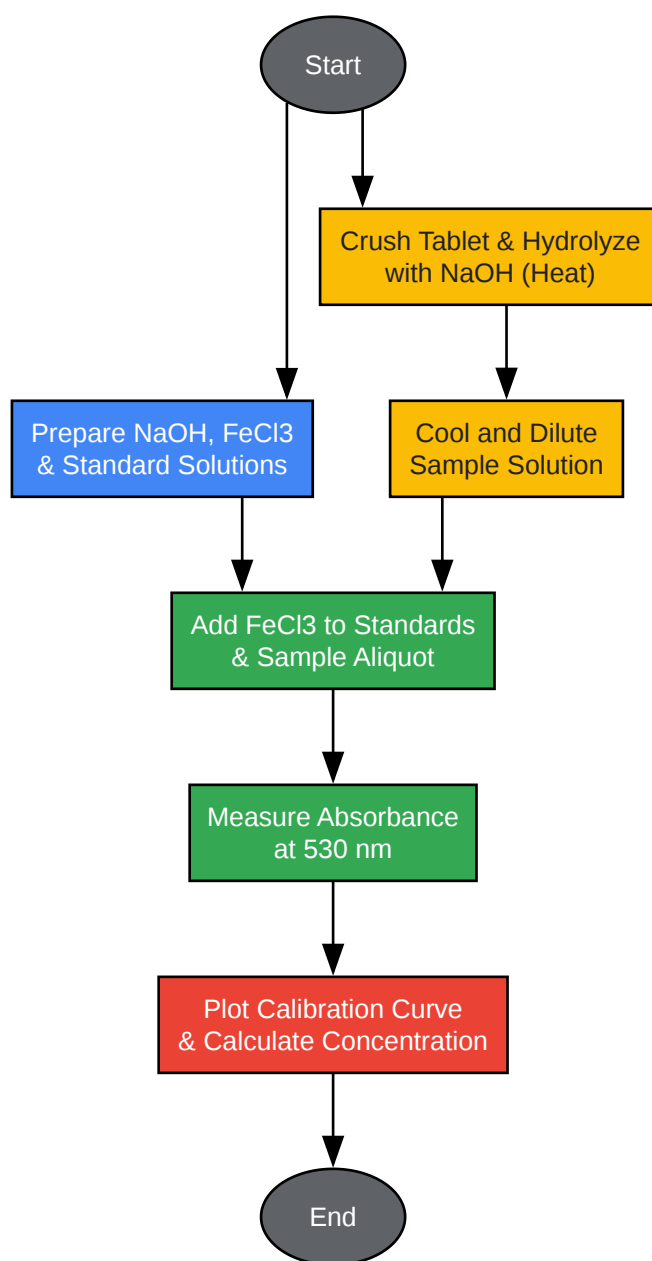 Start
Crush Tablet & Hydrolyze
with NaOH (Heat)
Prepare NaOH, FeCl3
& Standard Solutions
Cool and Dilute
Sample Solution
Add FeCl3 to Standards
& Sample Aliquot
Measure Absorbance
at 530 nm
Plot Calibration Curve
& Calculate Concentration
End